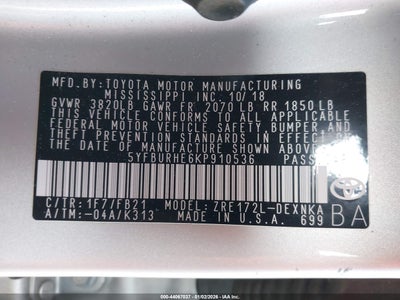 MFD.BY:TOYOTA MOTOR MANUFACTURING
MISSISSIPPI INC. 10/18
GVWR 3820LB GAWR FR 2070 LB RR 1850 LB
THIS VEHICLE CONFORMS TO ALL APPLICABLE
FEDERAL MOTOR VEHICLE SAFETY, BUMPER, AND
THEFT PREVENTION STANDARDS IN EFFECT ON
THE DATE OF MANUFACTURE SHOWN ABOVE.
5YFBURHE6KP910536 PASS
C/TR: 1F7/FB21 MODEL: ZRE172L-DEXNKA
A/TM: -04A/K313 MADE IN U.S.A. 699
BA
TOYOTA
000-44067037 - 01/02/2026 - IAAI.COM